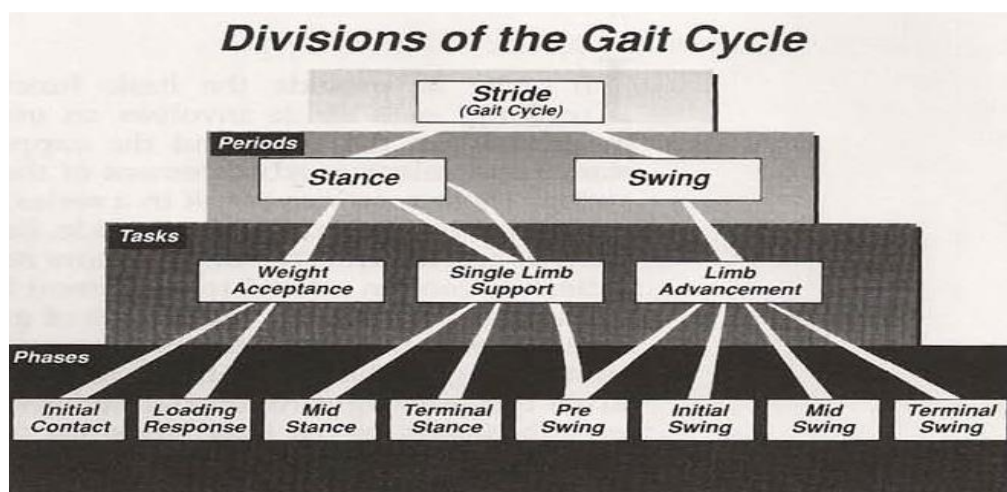 Divisions of the Gait Cycle
Stride
(Gait Cycle)
Periods
Stance
Swing
Tasks
Weight
Acceptance
Single Limb
Support
Limb
Advancement
Phases
Initial
Contact
Loading
Response
Mid
Stance
Terminal
Stance
Pre
Swing
Initial
Swing
Mid
Swing
Terminal
Swing